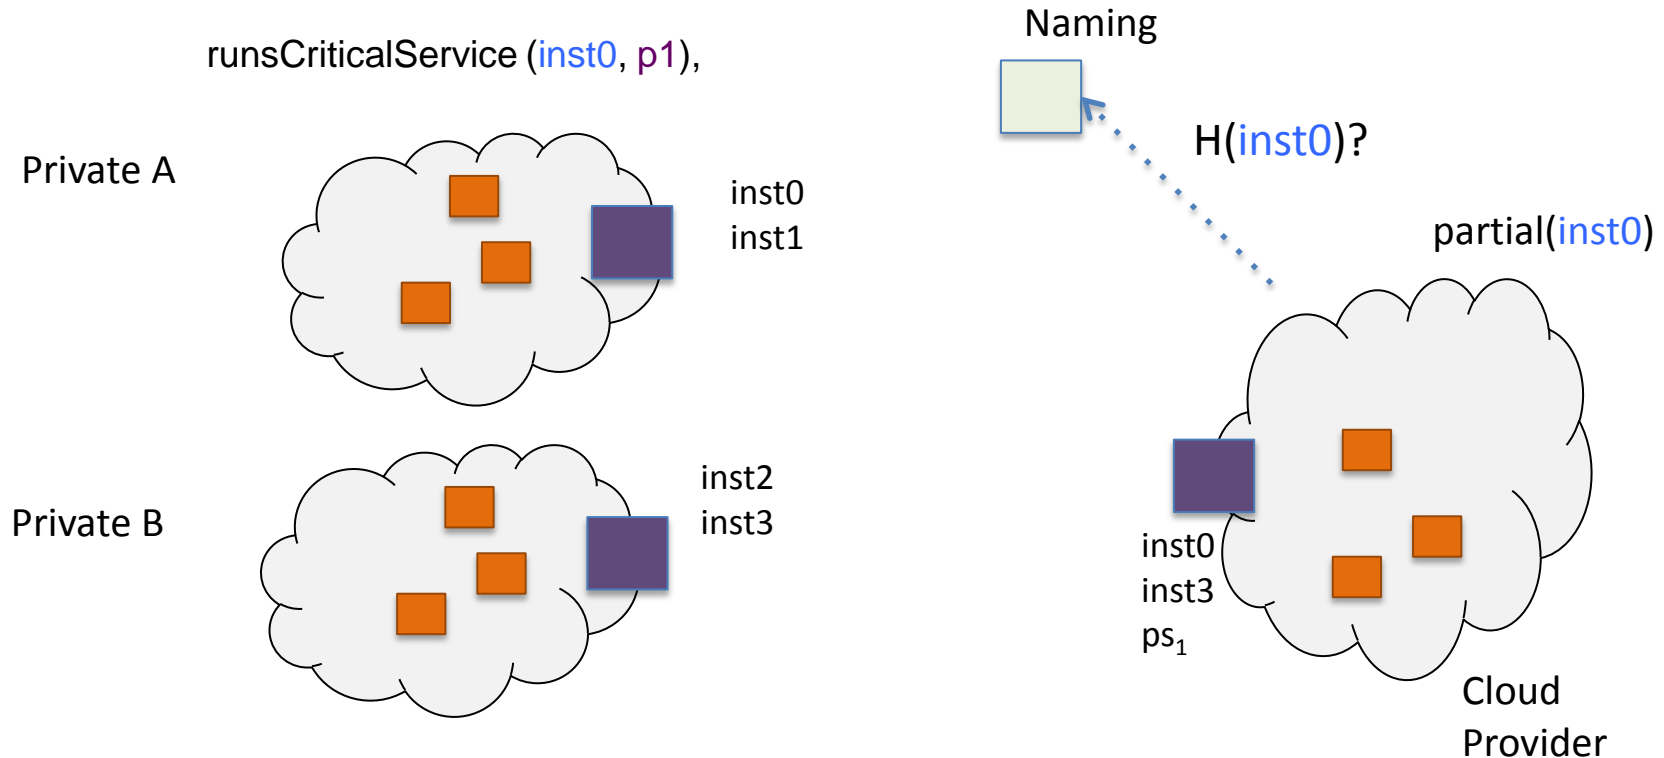 runsCriticalService (inst0, p1),
Private A
inst0
inst1
Private B
inst2
inst3
Naming
H(inst0)?
partial(inst0)
inst0
inst3
ps₁
Cloud
Provider